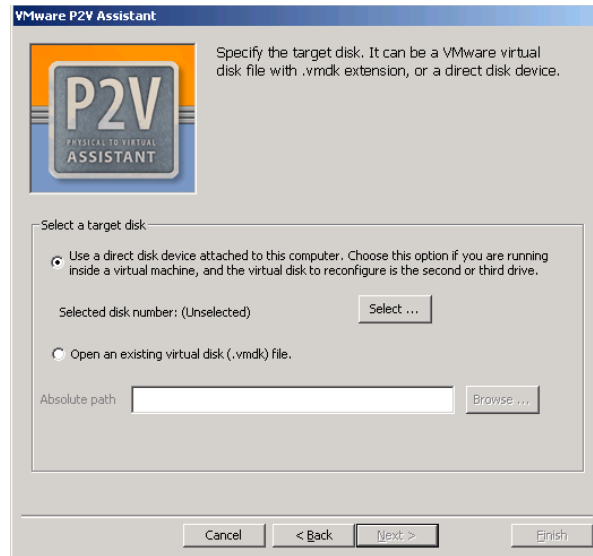 VMware P2V Assistant
Specify the target disk. It can be a VMware virtual
disk file with .vmdk extension, or a direct disk device.
P2V
PHYSICAL TO VIRTUAL
ASSISTANT
Select a target disk
Use a direct disk device attached to this computer. Choose this option if you are running
inside a virtual machine, and the virtual disk to reconfigure is the second or third drive.
Selected disk number: (Unselected)
Select ...
Open an existing virtual disk (.vmdk) file.
Absolute path
Browse ...
Cancel
< Back
Next >
Finish